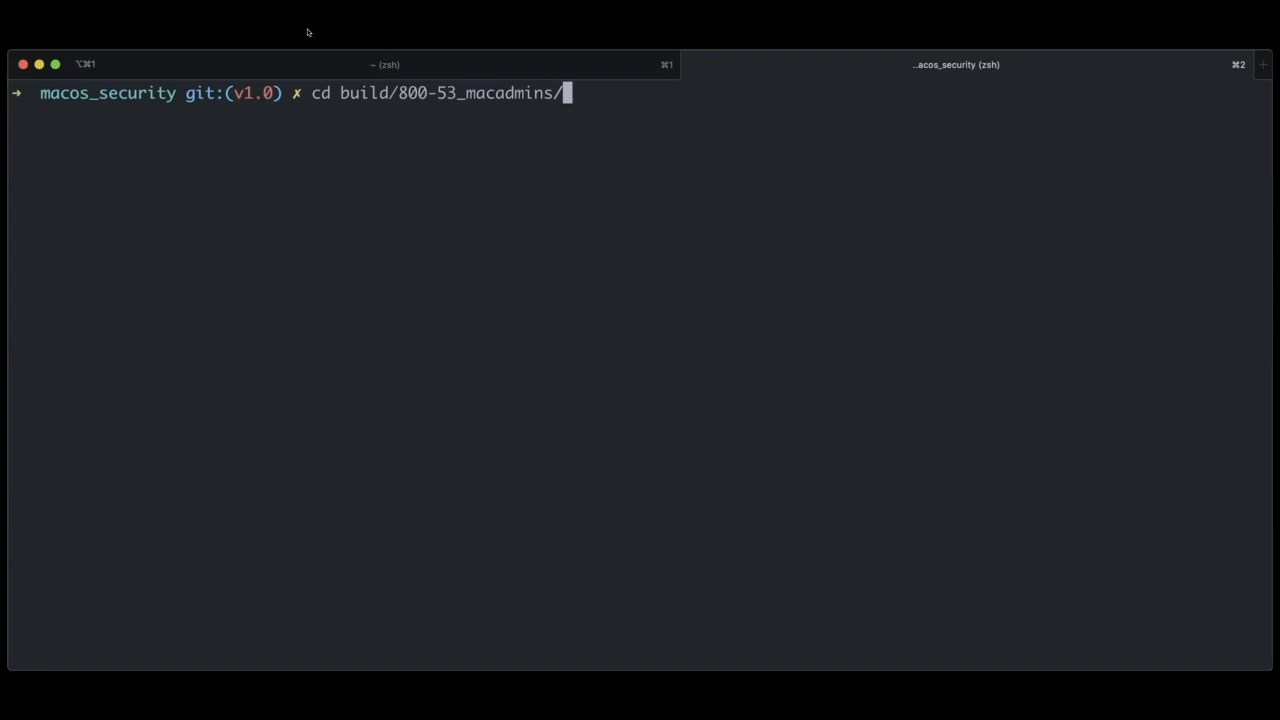 ⌥⌘1 ~ (zsh) ⌘1 ..acos_security (zsh) ⌘2 +
➜ macos_security git:(v1.0) ✗ cd build/800-53_macadmins/